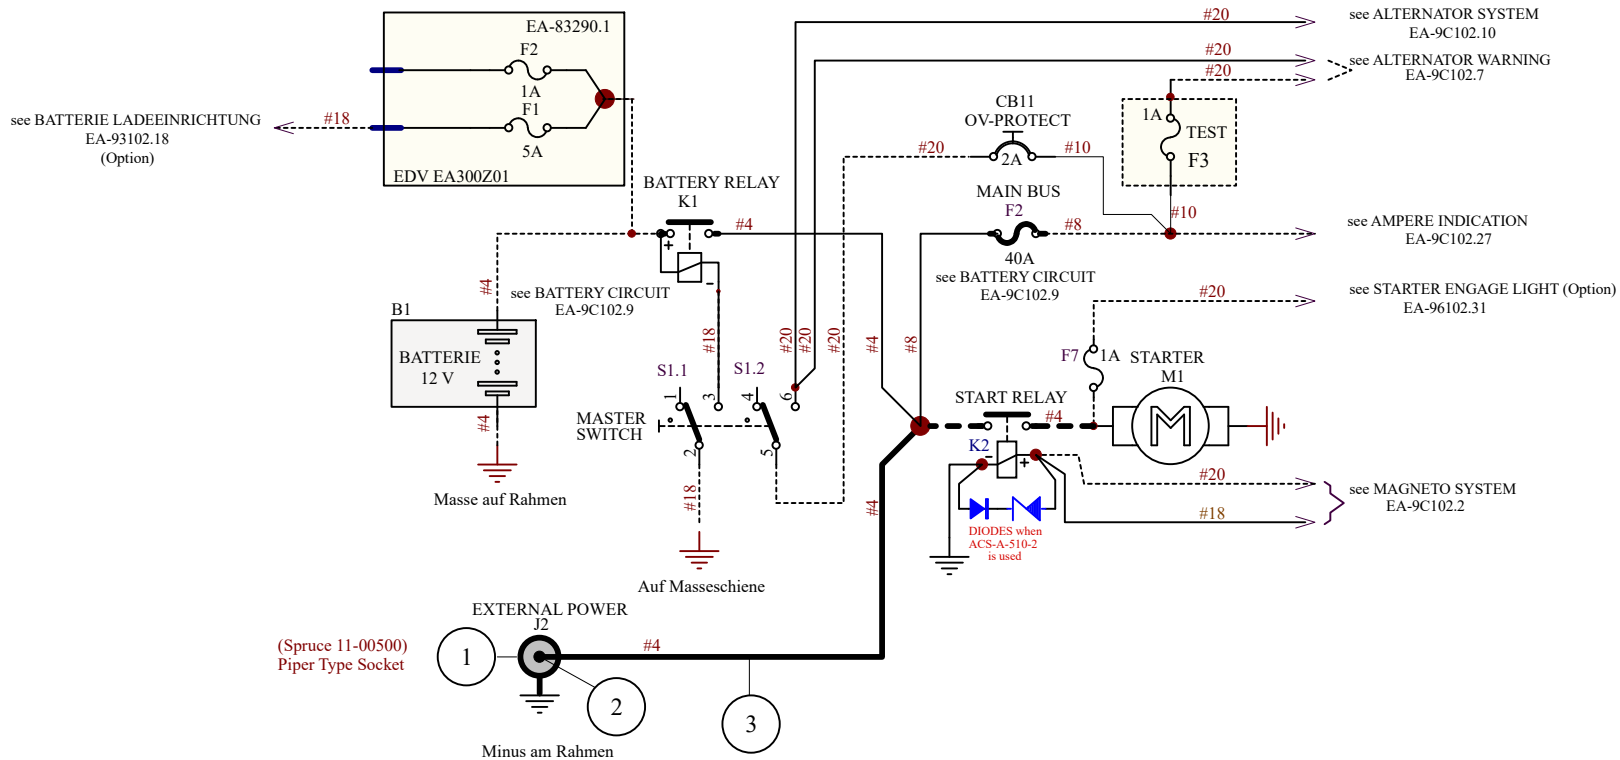 EA-83290.1
F2
1A
F1
5A
EDV EA300Z01
see BATTERIE LADEEINRICHTUNG
EA-93102.18
(Option)
#18
#20
see ALTERNATOR SYSTEM
EA-9C102.10
#20
#20
see ALTERNATOR WARNING
EA-9C102.7
CB11
OV-PROTECT
#20
2A
#10
1A
TEST
F3
#10
BATTERY RELAY
K1
#4
+
-
MAIN BUS
F2
#8
40A
see BATTERY CIRCUIT
EA-9C102.9
see AMPERE INDICATION
EA-9C102.27
see BATTERY CIRCUIT
EA-9C102.9
#4
#20
see STARTER ENGAGE LIGHT (Option)
EA-96102.31
B1
BATTERIE
12 V
#4
#18
#20
#20
#20
#4
#8
S1.1
S1.2
1
3
4
6
MASTER
SWITCH
2
5
F7
1A
STARTER
M1
M
START RELAY
#4
K2
-
+
#20
#18
see MAGNETO SYSTEM
EA-9C102.2
DIODES when
ACS-A-510-2
is used
Masse auf Rahmen
#18
#4
Auf Masseschiene
EXTERNAL POWER
J2
#4
(Spruce 11-00500)
Piper Type Socket
1
2
3
Minus am Rahmen